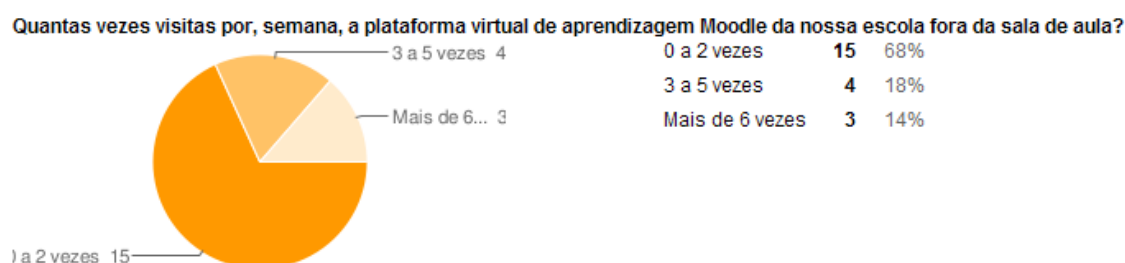 Quantas vezes visitas por, semana, a plataforma virtual de aprendizagem Moodle da nossa escola fora da sala de aula?
3 a 5 vezes 4
Mais de 6... 3
) a 2 vezes 15
0 a 2 vezes 15 68%
3 a 5 vezes 4 18%
Mais de 6 vezes 3 14%